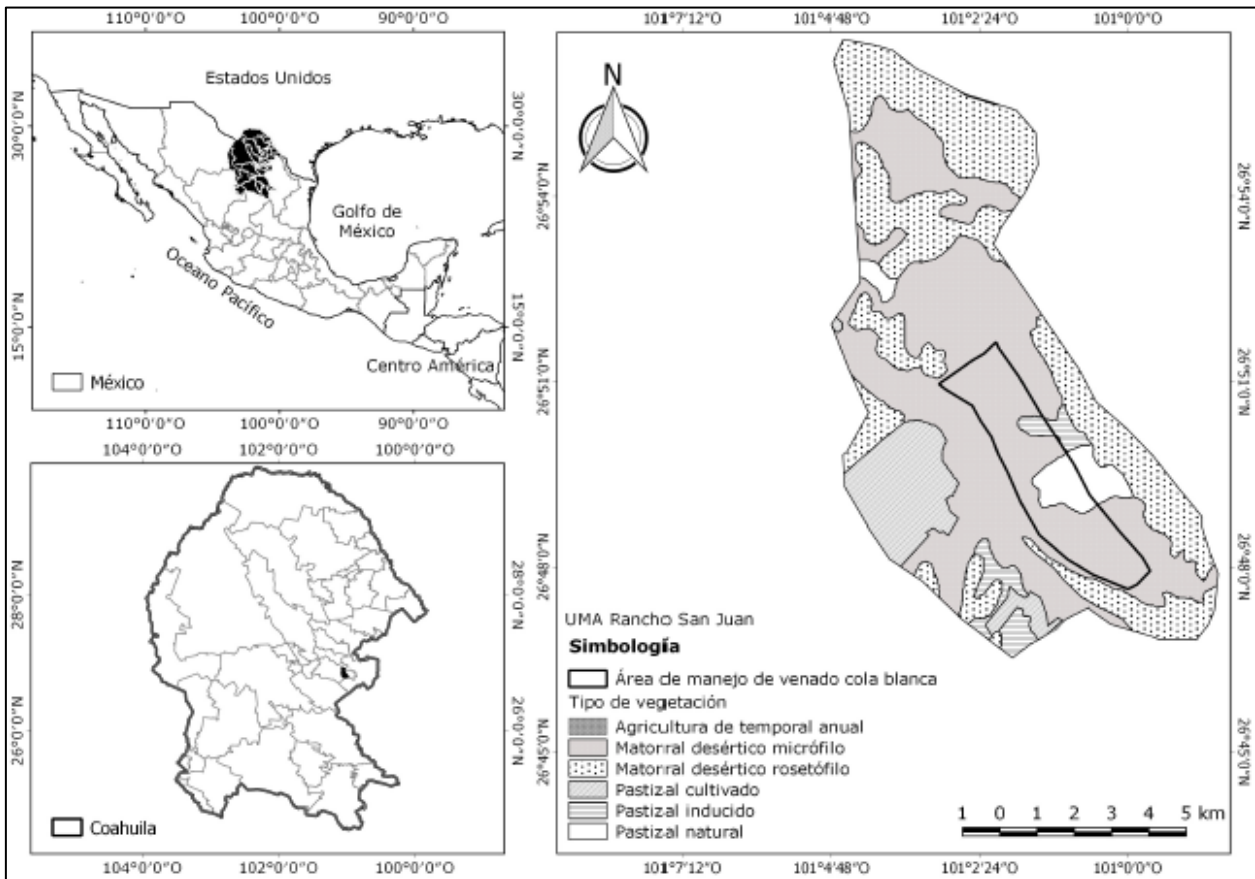 110°0'0"O 100°0'0"O 90°0'0"O
Estados Unidos
30°0'0"N
30°0'0"N
Golfo de
México
Oceano Pacífico
15°0'0"N
15°0'0"N
Centro América
México
110°0'0"O 100°0'0"O 90°0'0"O
104°0'0"O 102°0'0"O 100°0'0"O
28°0'0"N
28°0'0"N
26°0'0"N
26°0'0"N
Coahuila
104°0'0"O 102°0'0"O 100°0'0"O
101°7'12"O 101°4'48"O 101°2'24"O 101°0'0"O
N
26°54'0"N
26°54'0"N
26°51'0"N
26°51'0"N
26°48'0"N
26°48'0"N
26°45'0"N
26°45'0"N
UMA Rancho San Juan
Simbología
Área de manejo de venado cola blanca
Tipo de vegetación
Agricultura de temporal anual
Matorral desértico micrófilo
Matorral desértico rosetófilo
Pastizal cultivado
Pastizal inducido
Pastizal natural
1 0 1 2 3 4 5 km
101°7'12"O 101°4'48"O 101°2'24"O 101°0'0"O